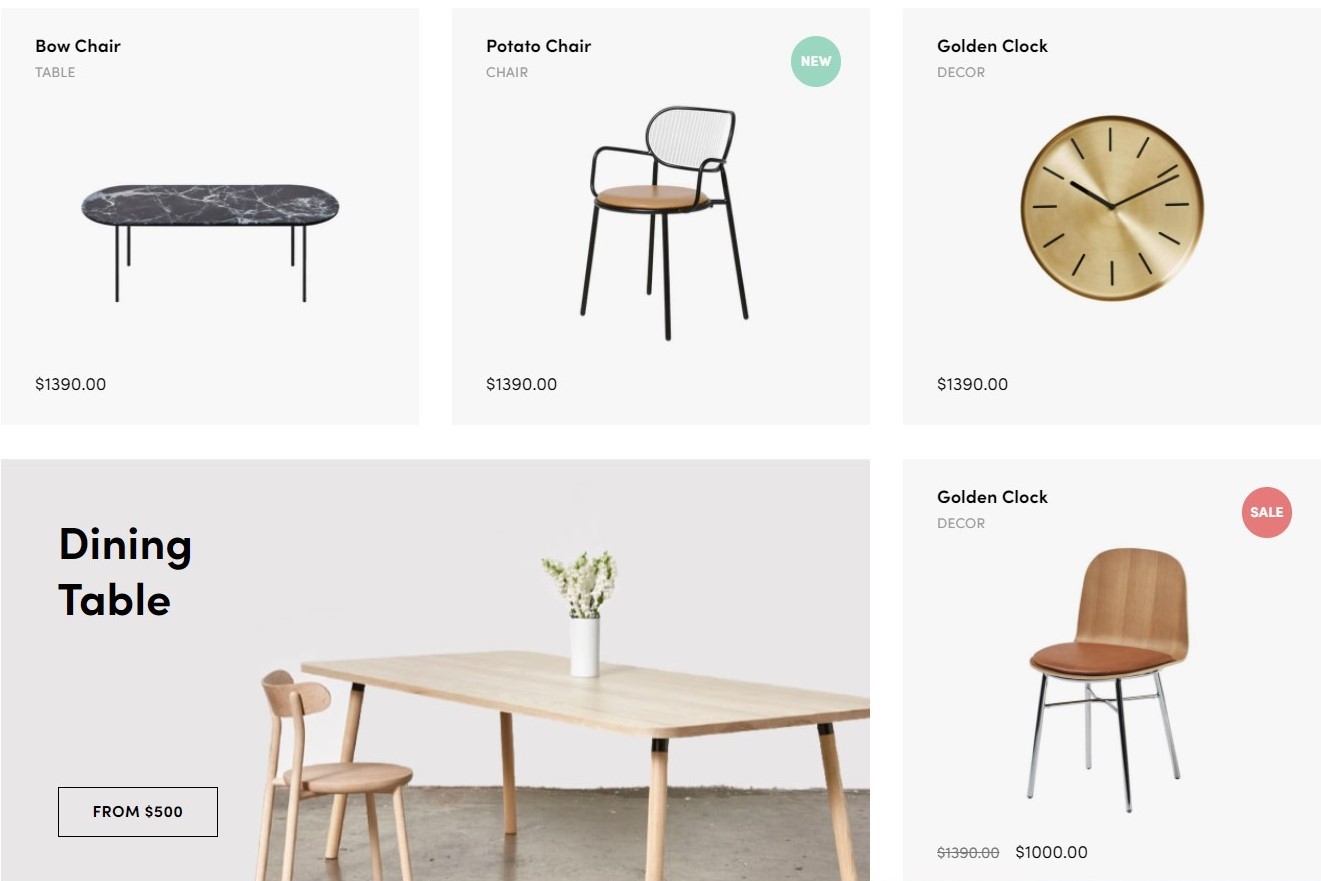 Bow Chair
TABLE
$1390.00
Potato Chair
CHAIR
NEW
$1390.00
Golden Clock
DECOR
$1390.00
Dining
Table
FROM $500
Golden Clock
DECOR
SALE
$1390.00 $1000.00